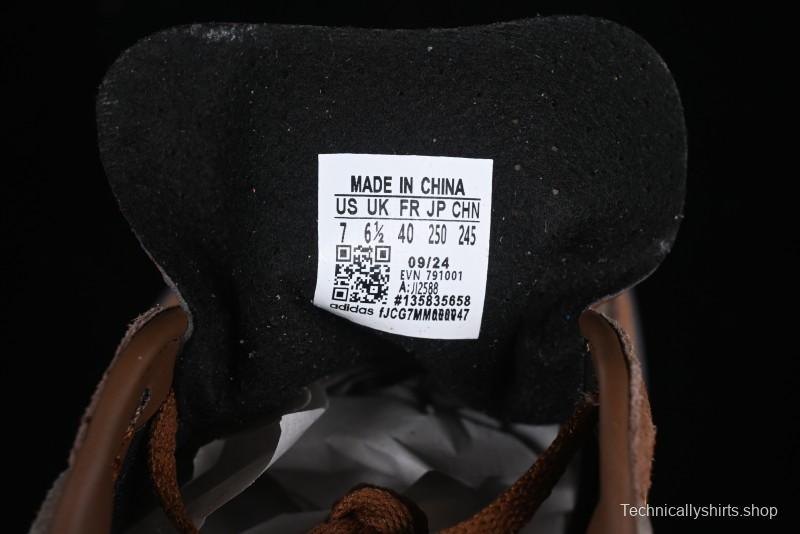 MADE IN CHINA
US UK FR JP CHN
7 6½ 40 250 245
09/24
EVN 791001
A:JI2588
#135835658
adidas
Technicallyshirts.shop